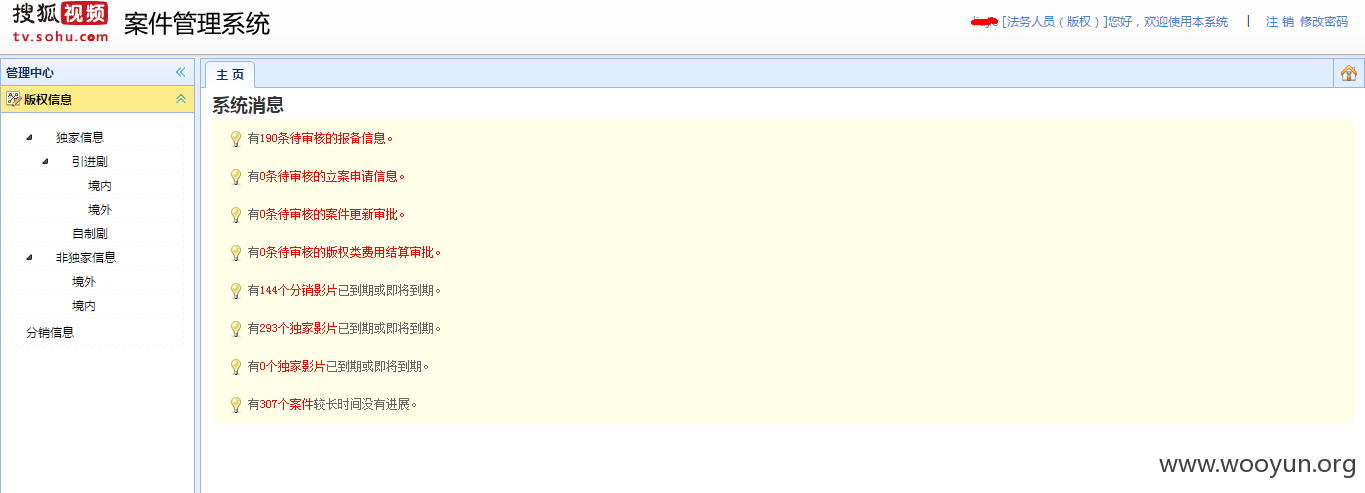 搜狐视频
tv.sohu.com
案件管理系统
[法务人员（版权）]您好，欢迎使用本系统 | 注 销 修改密码
管理中心
版权信息
独家信息
引进剧
境内
境外
自制剧
非独家信息
境外
境内
分销信息
主 页
系统消息
有190条待审核的报备信息。
有0条待审核的立案申请信息。
有0条待审核的案件更新审批。
有0条待审核的版权类费用结算审批。
有144个分销影片已到期或即将到期。
有293个独家影片已到期或即将到期。
有0个独家影片已到期或即将到期。
有307个案件较长时间没有进展。
www.wooyun.org